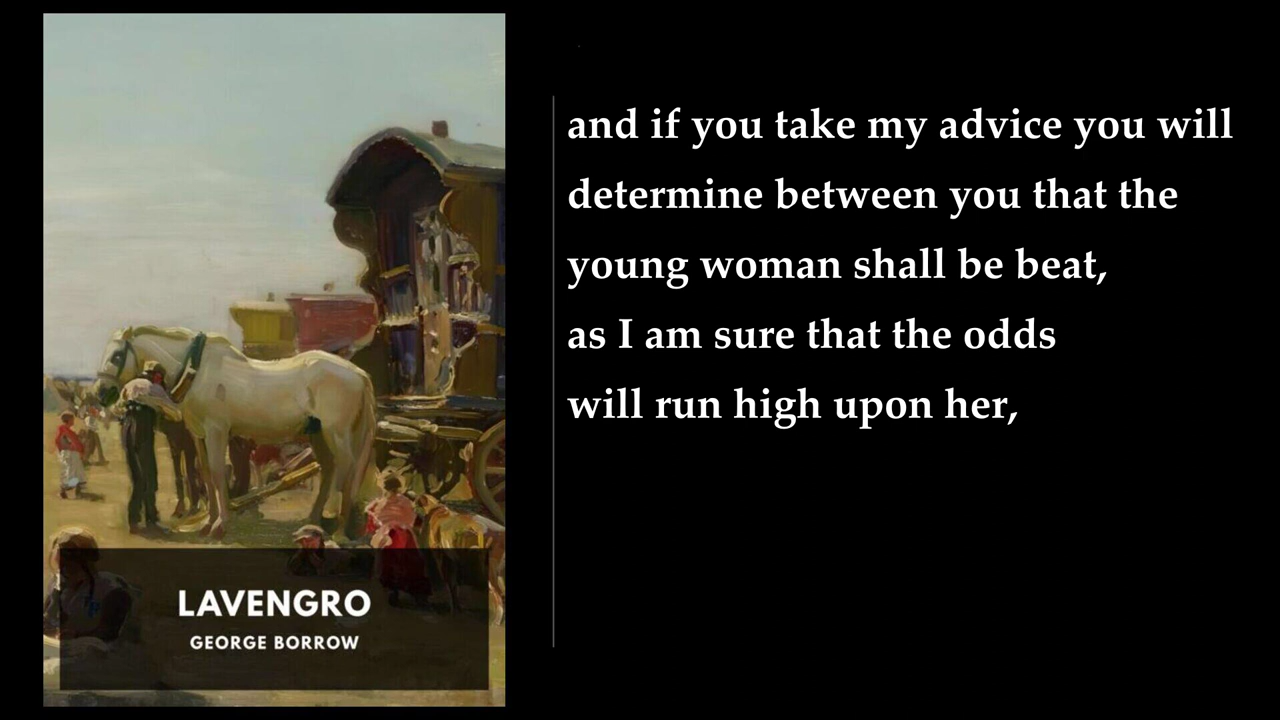 LAVENGRO
GEORGE BORROW
and if you take my advice you will
determine between you that the
young woman shall be beat,
as I am sure that the odds
will run high upon her,